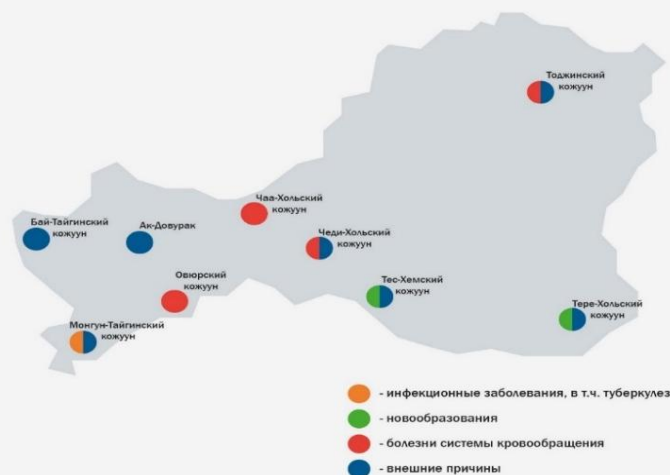 Тоджинский
кожуун
Чаа-Хольский
кожуун
Бай-Тайгинский
кожуун
Ак-Довурак
Чеди-Хольский
кожуун
Овюрский
кожуун
Тес-Хемский
кожуун
Тере-Хольский
кожуун
Монгун-Тайгинский
кожуун
- инфекционные заболевания, в т.ч. туберкулез
- новообразования
- болезни системы кровообращения
- внешние причины